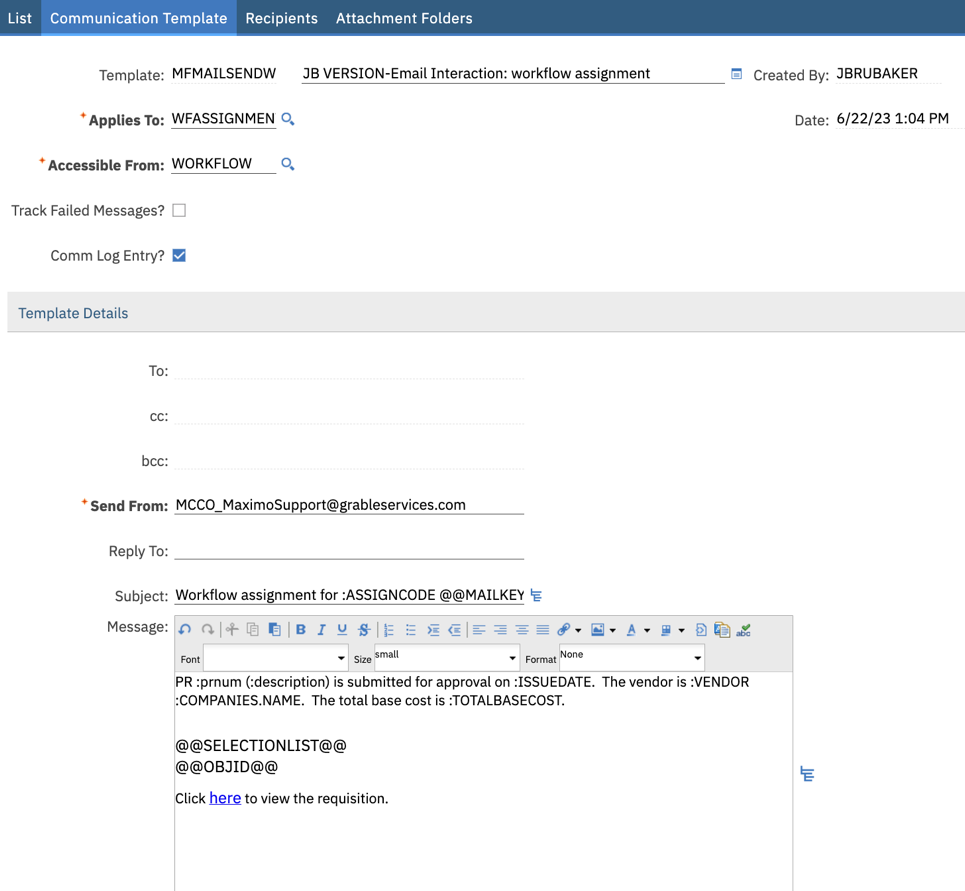 List Communication Template Recipients Attachment Folders
Template: MFMAILSENDW JB VERSION-Email Interaction: workflow assignment Created By: JBRUBAKER
* Applies To: WFASSIGNMEN Date: 6/22/23 1:04 PM
* Accessible From: WORKFLOW
Track Failed Messages?
Comm Log Entry?
Template Details
To:
cc:
bcc:
* Send From: MCCO_MaximoSupport@grableservices.com
Reply To:
Subject: Workflow assignment for :ASSIGNCODE @@MAILKEY
Message:
B I U S A abc
Font Size small Format None
PR :prnum (:description) is submitted for approval on :ISSUEDATE.  The vendor is :VENDOR
:COMPANIES.NAME.  The total base cost is :TOTALBASECOST.
@@SELECTIONLIST@@
@@OBJID@@
Click here to view the requisition.